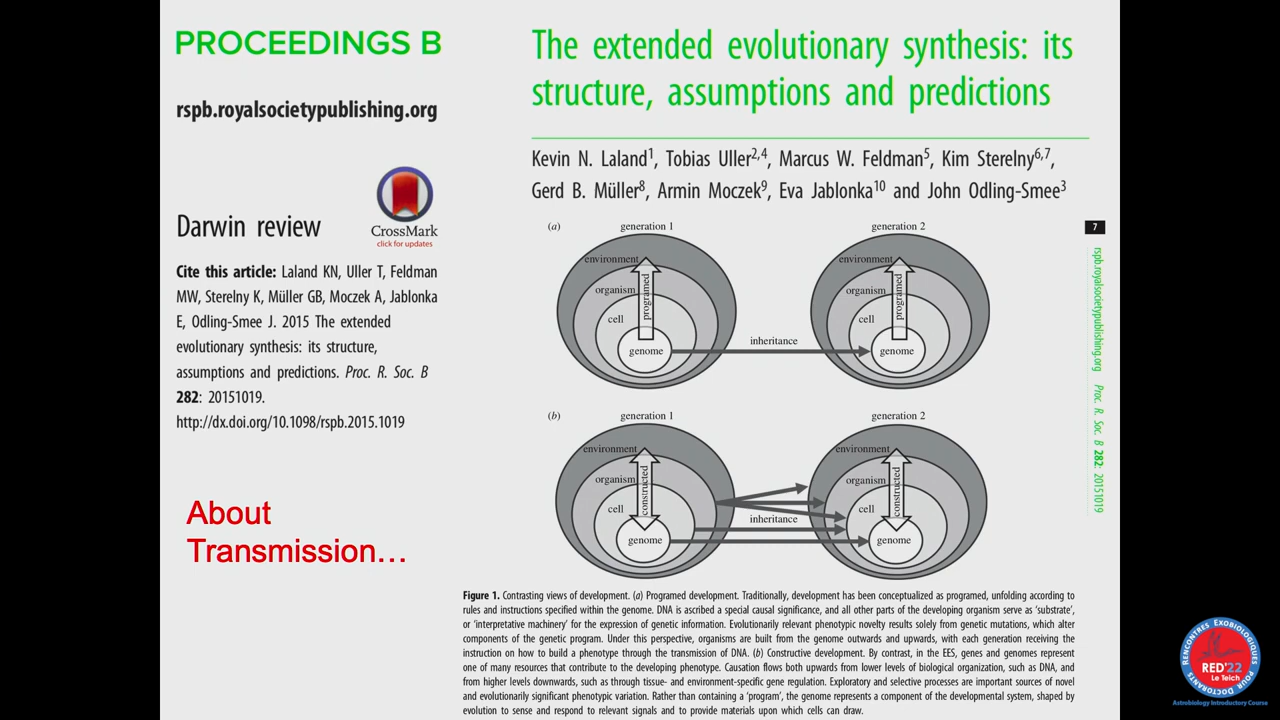 PROCEEDINGS B
rspb.royalsocietypublishing.org
Darwin review
CrossMark
click for updates
Cite this article: Laland KN, Uller T, Feldman
MW, Sterelny K, Müller GB, Moczek A, Jablonka
E, Odling-Smee J. 2015 The extended
evolutionary synthesis: its structure,
assumptions and predictions. Proc. R. Soc. B
282: 20151019.
http://dx.doi.org/10.1098/rspb.2015.1019
About
Transmission…
The extended evolutionary synthesis: its
structure, assumptions and predictions
Kevin N. Laland1, Tobias Uller2,4, Marcus W. Feldman5, Kim Sterelny6,7,
Gerd B. Müller8, Armin Moczek9, Eva Jablonka10 and John Odling-Smee3
(a)
generation 1
environment
organism
cell
genome
programed
inheritance
generation 2
environment
organism
cell
genome
programed
(b)
generation 1
environment
organism
cell
genome
constructed
inheritance
generation 2
environment
organism
cell
genome
constructed
7
rspb.royalsocietypublishing.org Proc. R. Soc. B 282: 20151019
Figure 1. Contrasting views of development. (a) Programed development. Traditionally, development has been conceptualized as programed, unfolding according to
rules and instructions specified within the genome. DNA is ascribed a special causal significance, and all other parts of the developing organism serve as ‘substrate’,
or ‘interpretative machinery’ for the expression of genetic information. Evolutionarily relevant phenotypic novelty results solely from genetic mutations, which alter
components of the genetic program. Under this perspective, organisms are built from the genome outwards and upwards, with each generation receiving the
instruction on how to build a phenotype through the transmission of DNA. (b) Constructive development. By contrast, in the EES, genes and genomes represent
one of many resources that contribute to the developing phenotype. Causation flows both upwards from lower levels of biological organization, such as DNA, and
from higher levels downwards, such as through tissue- and environment-specific gene regulation. Exploratory and selective processes are important sources of novel
and evolutionarily significant phenotypic variation. Rather than containing a ‘program’, the genome represents a component of the developmental system, shaped by
evolution to sense and respond to relevant signals and to provide materials upon which cells can draw.
RENCONTRES EXOBIOLOGIQUES
POUR DOCTORANTS
RED'22
Le Teich
Astrobiology Introductory Course